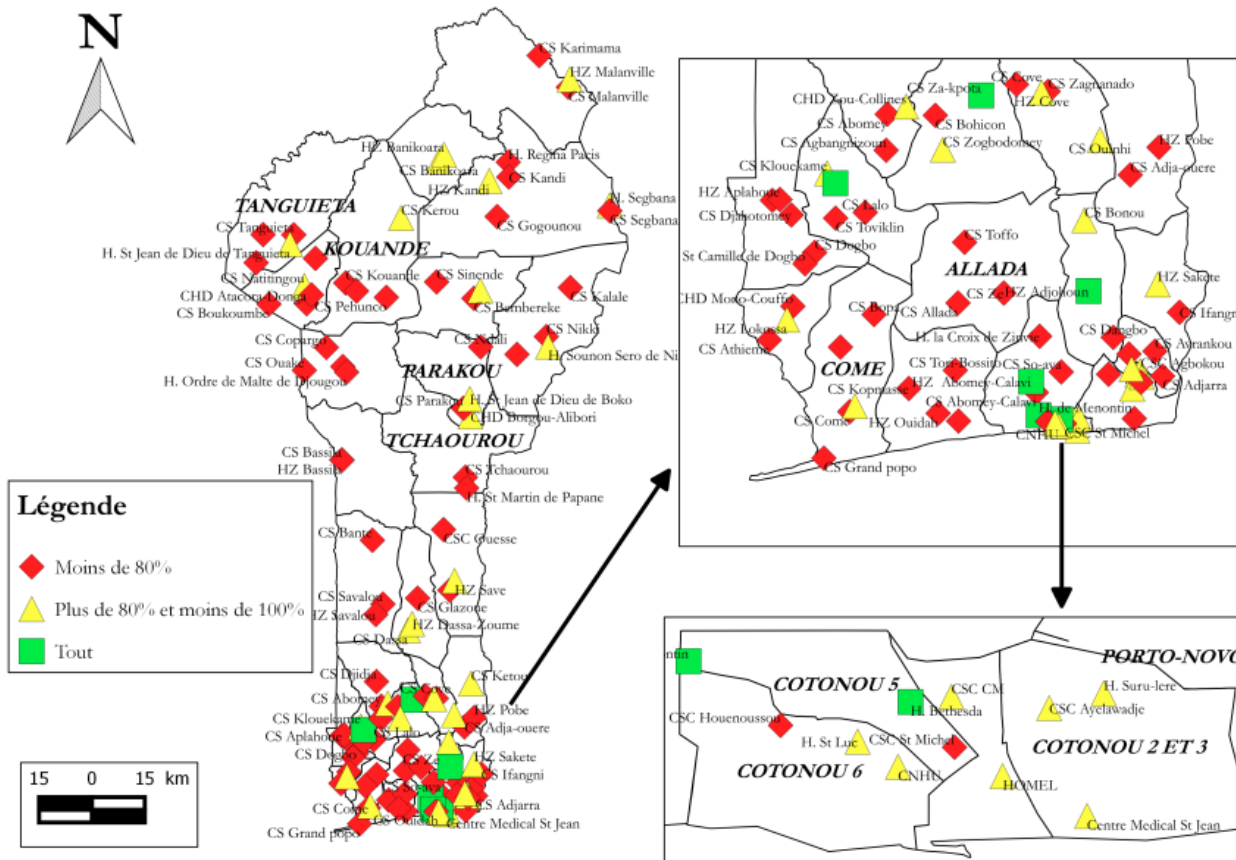 N
CS Karimama
HZ Malanville
CS Malanville
HZ Banikoara
H. Regina Pacis
CS Banikoara
CS Kandi
HZ Kandi
TANGUIETA
H. Segbana
CS Kerou
CS Segbana
CS Gogounou
CS Tanguieta
KOUANDE
H. St Jean de Dieu de Tanguieta
CS Natitingou
CS Kouande
CS Sinende
CS Kalale
CHD Atacora-Donga
CS Pehunco
CS Bembereke
CS Boukoumbe
CS Nikki
CS Copargo
CS Ndali
CS Ouake
H. Sounon Sero de Ni
PARAKOU
H. Ordre de Malte de Djougou
CS Parakou
H. St Jean de Dieu de Boko
CHD Borgou-Alibori
TCHAOUROU
CS Bassila
HZ Bassila
CS Tchaourou
H. St Martin de Papane
CS Bante
CSC Ouesse
HZ Save
CS Savalou
CS Glazoue
HZ Savalou
HZ Dassa-Zoume
CS Dassa
CS Djidja
CS Cove
CS Ketou
CS Abomey
HZ Pobe
CS Klouekame
CS Lalo
CS Adja-ouere
CS Aplahoue
CS Dogbo
CS Ze
HZ Sakete
CS Ifangni
CS So-ava
CS Come
CS Adjarra
CS Ouidah
Centre Medical St Jean
CS Grand popo
Légende
Moins de 80%
Plus de 80% et moins de 100%
Tout
15 0 15 km
CS Cove
CS Za-kpota
CS Zagnanado
CHD Zou-Collines
HZ Cove
CS Abomey
CS Bohicon
CS Agbangnizoun
CS Zogbodomey
CS Ouinhi
HZ Pobe
CS Klouekame
CS Adja-ouere
HZ Aplahoue
CS Lalo
CS Djakotomey
CS Toviklin
CS Bonou
CS Dogbo
CS Toffo
St Camille de Dogbo
ALLADA
HZ Sakete
CHD Mono-Couffo
CS Ze
HZ Adjohoun
CS Bopa
CS Allada
CS Ifangni
HZ Lokossa
H. la Croix de Zinvie
CS Dangbo
CS Athieme
CS Avrankou
COME
CS Tori-Bossito
CS So-ava
CSC Agbokou
CS Kopmasse
HZ Abomey-Calavi
CS Adjarra
CS Come
HZ Ouidah
CS Abomey-Calavi
H. de Menontin
CNHU
CSC St Michel
CS Grand popo
ntin
PORTO-NOVO
COTONOU 5
CSC CM
H. Suru-lere
H. Bethesda
CSC Ayelawadje
CSC Houenoussou
H. St Luc
CSC St Michel
COTONOU 2 ET 3
COTONOU 6
CNHU
HOMEL
Centre Medical St Jean